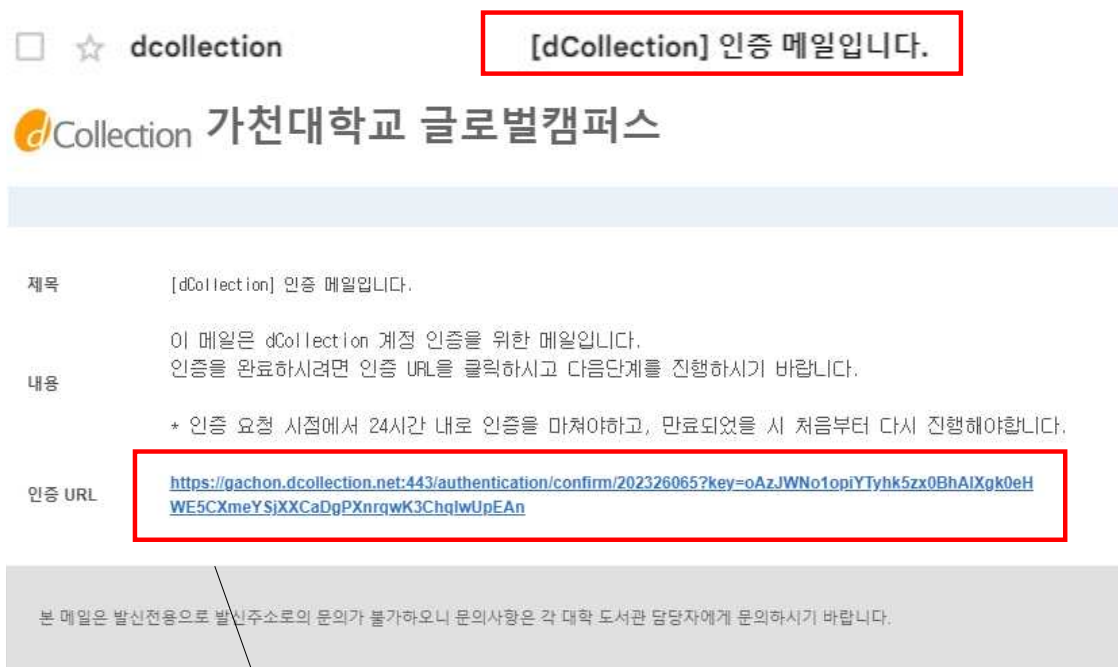 dcollection [dCollection] 인증 메일입니다.
dCollection 가천대학교 글로벌캠퍼스
제목 [dCollection] 인증 메일입니다.
이 메일은 dCollection 계정 인증을 위한 메일입니다.
인증을 완료하시려면 인증 URL을 클릭하시고 다음단계를 진행하시기 바랍니다.
내용
* 인증 요청 시점에서 24시간 내로 인증을 마쳐야하고, 만료되었을 시 처음부터 다시 진행해야합니다.
인증 URL
https://gachon.dcollection.net:443/authentication/confirm/202326065?key=oAzJWNo1opiYTyhk5zx0BhAlXgk0eH
WE5CXmeYSjXXCaDgPXnrqwK3ChqlwUpEAn
본 메일은 발신전용으로 발신주소로의 문의가 불가하오니 문의사항은 각 대학 도서관 담당자에게 문의하시기 바랍니다.